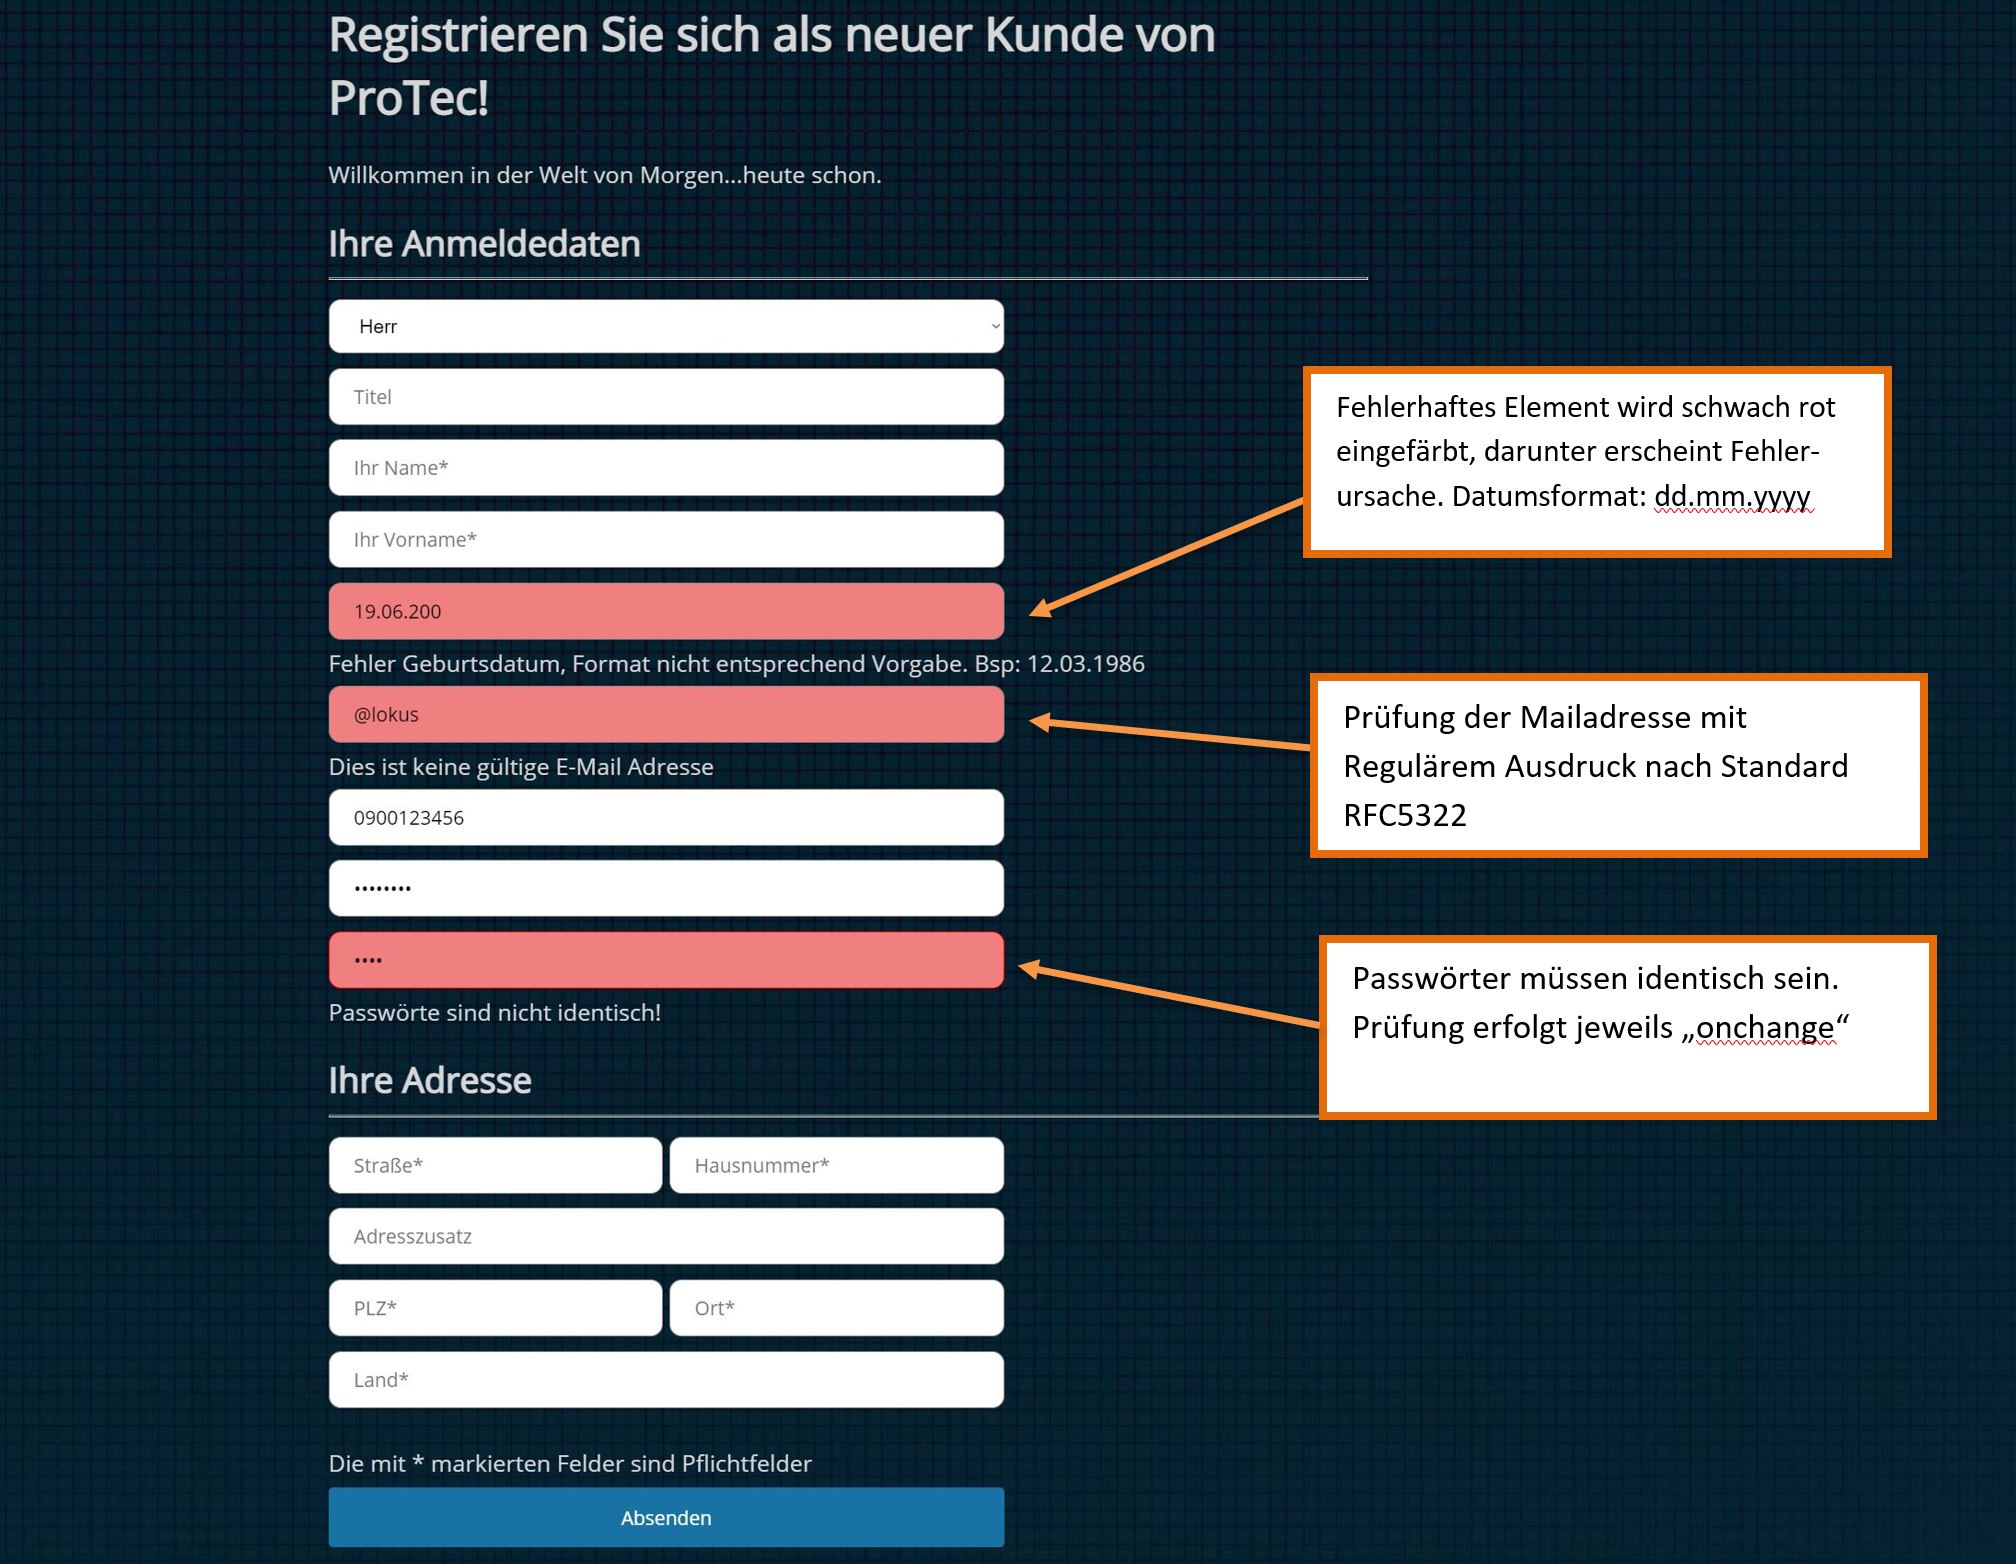 Registrieren Sie sich als neuer Kunde von
ProTec!
Willkommen in der Welt von Morgen...heute schon.
Ihre Anmeldedaten
Herr
Titel
Ihr Name*
Ihr Vorname*
19.06.200
Fehler Geburtsdatum, Format nicht entsprechend Vorgabe. Bsp: 12.03.1986
@lokus
Dies ist keine gültige E-Mail Adresse
0900123456
••••••••
••••
Passwörte sind nicht identisch!
Ihre Adresse
Straße*
Hausnummer*
Adresszusatz
PLZ*
Ort*
Land*
Die mit * markierten Felder sind Pflichtfelder
Absenden
Fehlerhaftes Element wird schwach rot
eingefärbt, darunter erscheint Fehler-
ursache. Datumsformat: dd.mm.yyyy
Prüfung der Mailadresse mit
Regulärem Ausdruck nach Standard
RFC5322
Passwörter müssen identisch sein.
Prüfung erfolgt jeweils „onchange“